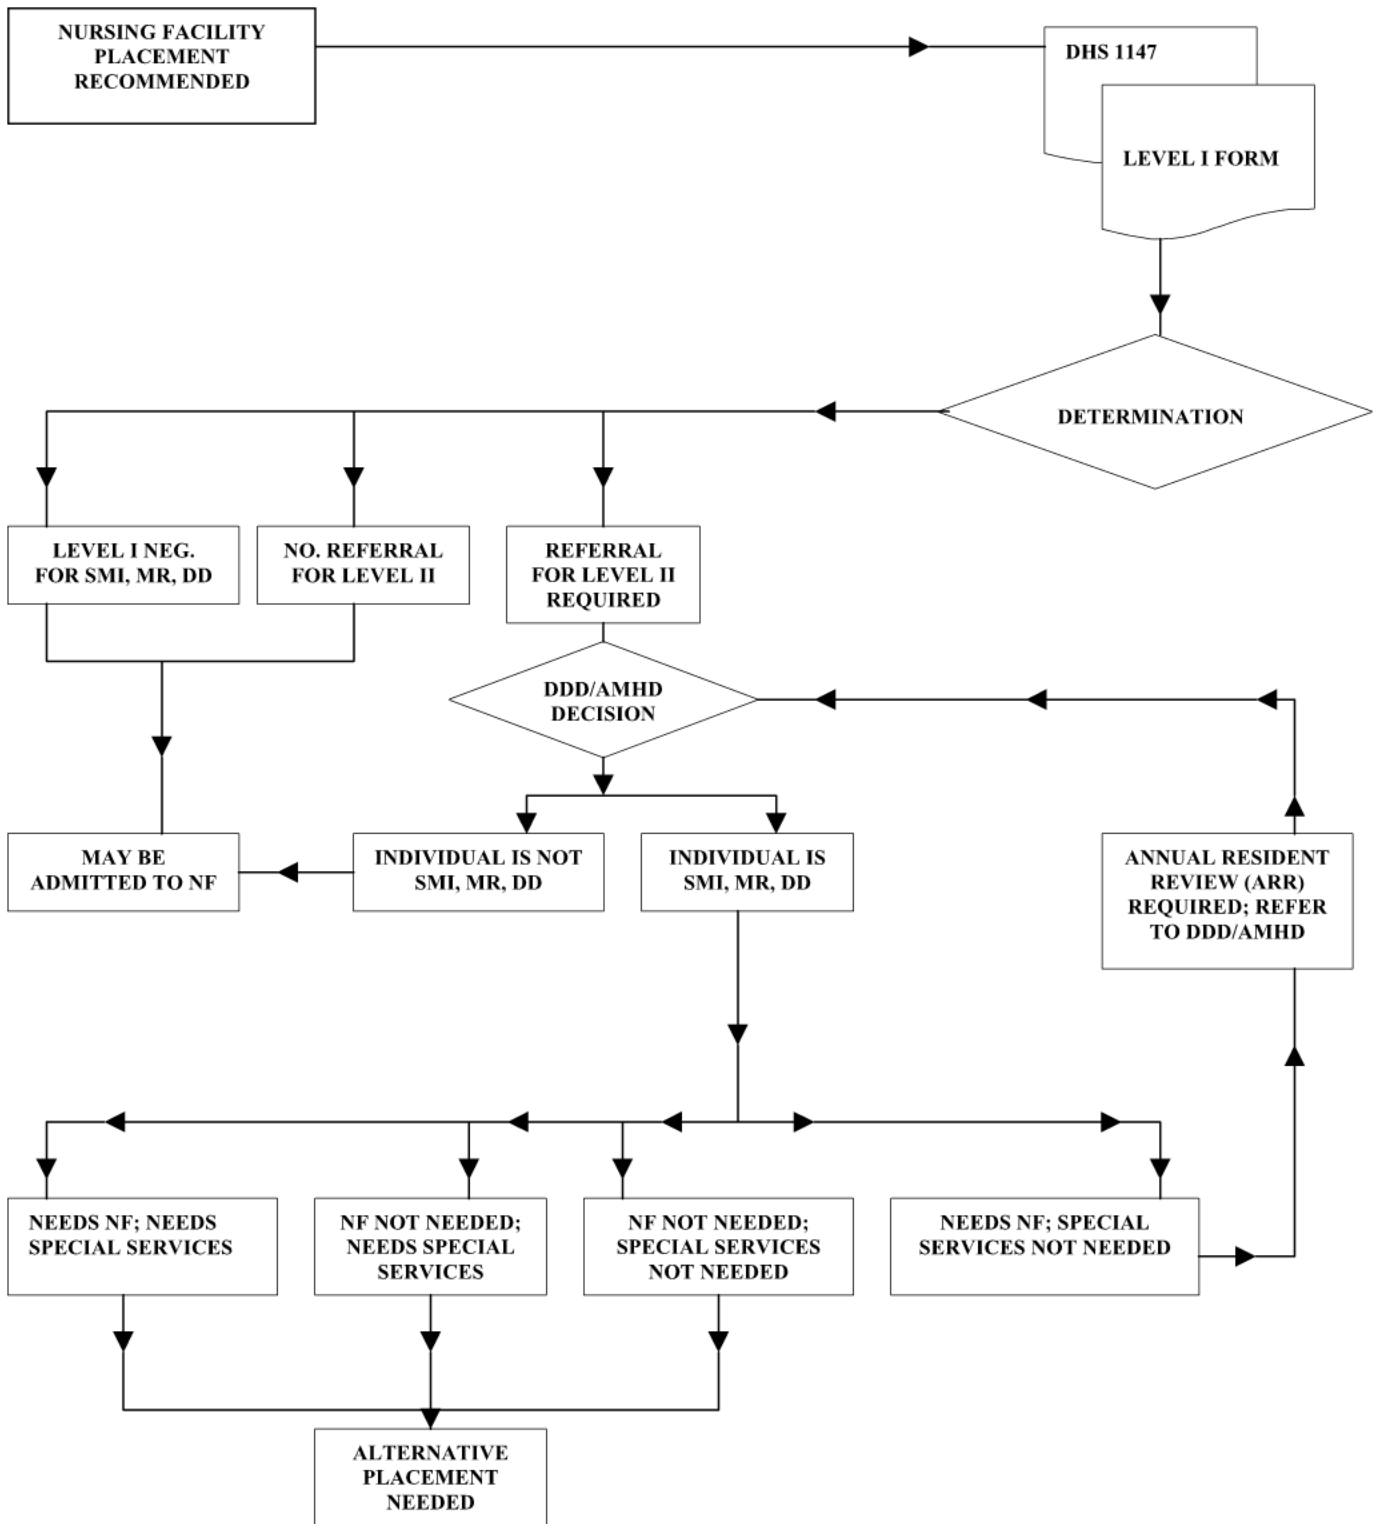 NURSING FACILITY
PLACEMENT
RECOMMENDED
DHS 1147
LEVEL I FORM
DETERMINATION
LEVEL I NEG.
FOR SMI, MR, DD
NO. REFERRAL
FOR LEVEL II
REFERRAL
FOR LEVEL II
REQUIRED
DDD/AMHD
DECISION
MAY BE
ADMITTED TO NF
INDIVIDUAL IS NOT
SMI, MR, DD
INDIVIDUAL IS
SMI, MR, DD
ANNUAL RESIDENT
REVIEW (ARR)
REQUIRED; REFER
TO DDD/AMHD
NEEDS NF; NEEDS
SPECIAL SERVICES
NF NOT NEEDED;
NEEDS SPECIAL
SERVICES
NF NOT NEEDED;
SPECIAL SERVICES
NOT NEEDED
NEEDS NF; SPECIAL
SERVICES NOT NEEDED
ALTERNATIVE
PLACEMENT
NEEDED